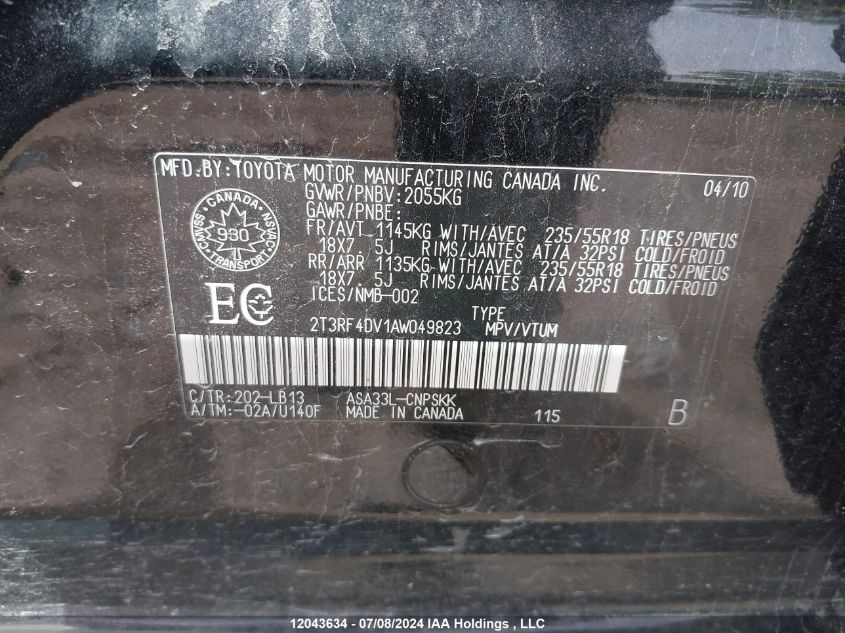 MFD.BY:TOYOTA MOTOR MANUFACTURING CANADA INC. 04/10
GVWR/PNBV:2055KG
GAWR/PNBE:
FR/AVT 1145KG WITH/AVEC 235/55R18 TIRES/PNEUS
18X7. 5J RIMS/JANTES AT/A 32PSI COLD/FROID
RR/ARR 1135KG WITH/AVEC 235/55R18 TIRES/PNEUS
18X7. 5J RIMS/JANTES AT/A 32PSI COLD/FROID
ICES/NMB-002
CANADA
CMVSS NSVAC
930
TRANSPORT
EC
TYPE
2T3RF4DV1AW049823 MPV/VTUM
C/TR:202-LB13 ASA33L-CNPSKK
A/TM:-02A/U140F MADE IN CANADA 115 B
12043634 - 07/08/2024 IAA Holdings , LLC